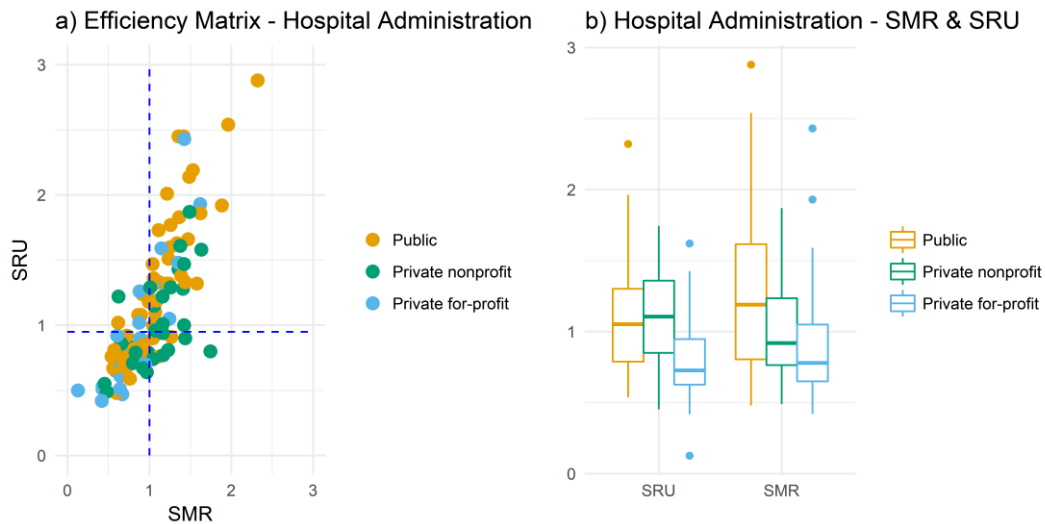 a) Efficiency Matrix - Hospital Administration
3
2
1
0
SRU
0
1
2
3
SMR
Public
Private nonprofit
Private for-profit
b) Hospital Administration - SMR & SRU
3
2
1
0
SRU
SMR
Public
Private nonprofit
Private for-profit